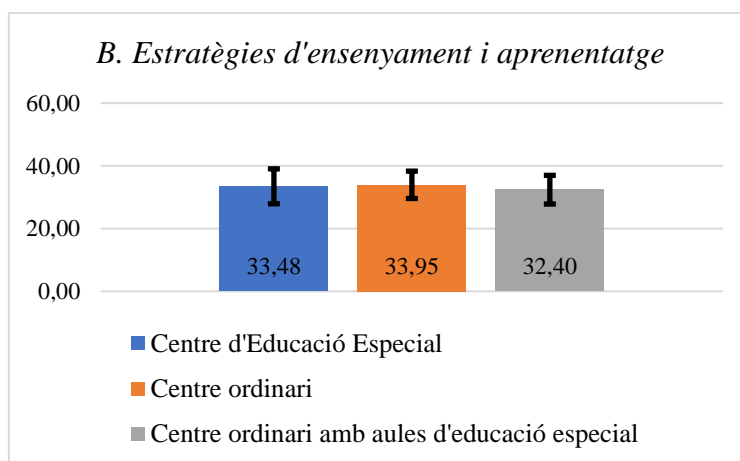 B. Estratègies d'ensenyament i aprenentatge
60,00
40,00
20,00
0,00
33,48
33,95
32,40
Centre d'Educació Especial
Centre ordinari
Centre ordinari amb aules d'educació especial